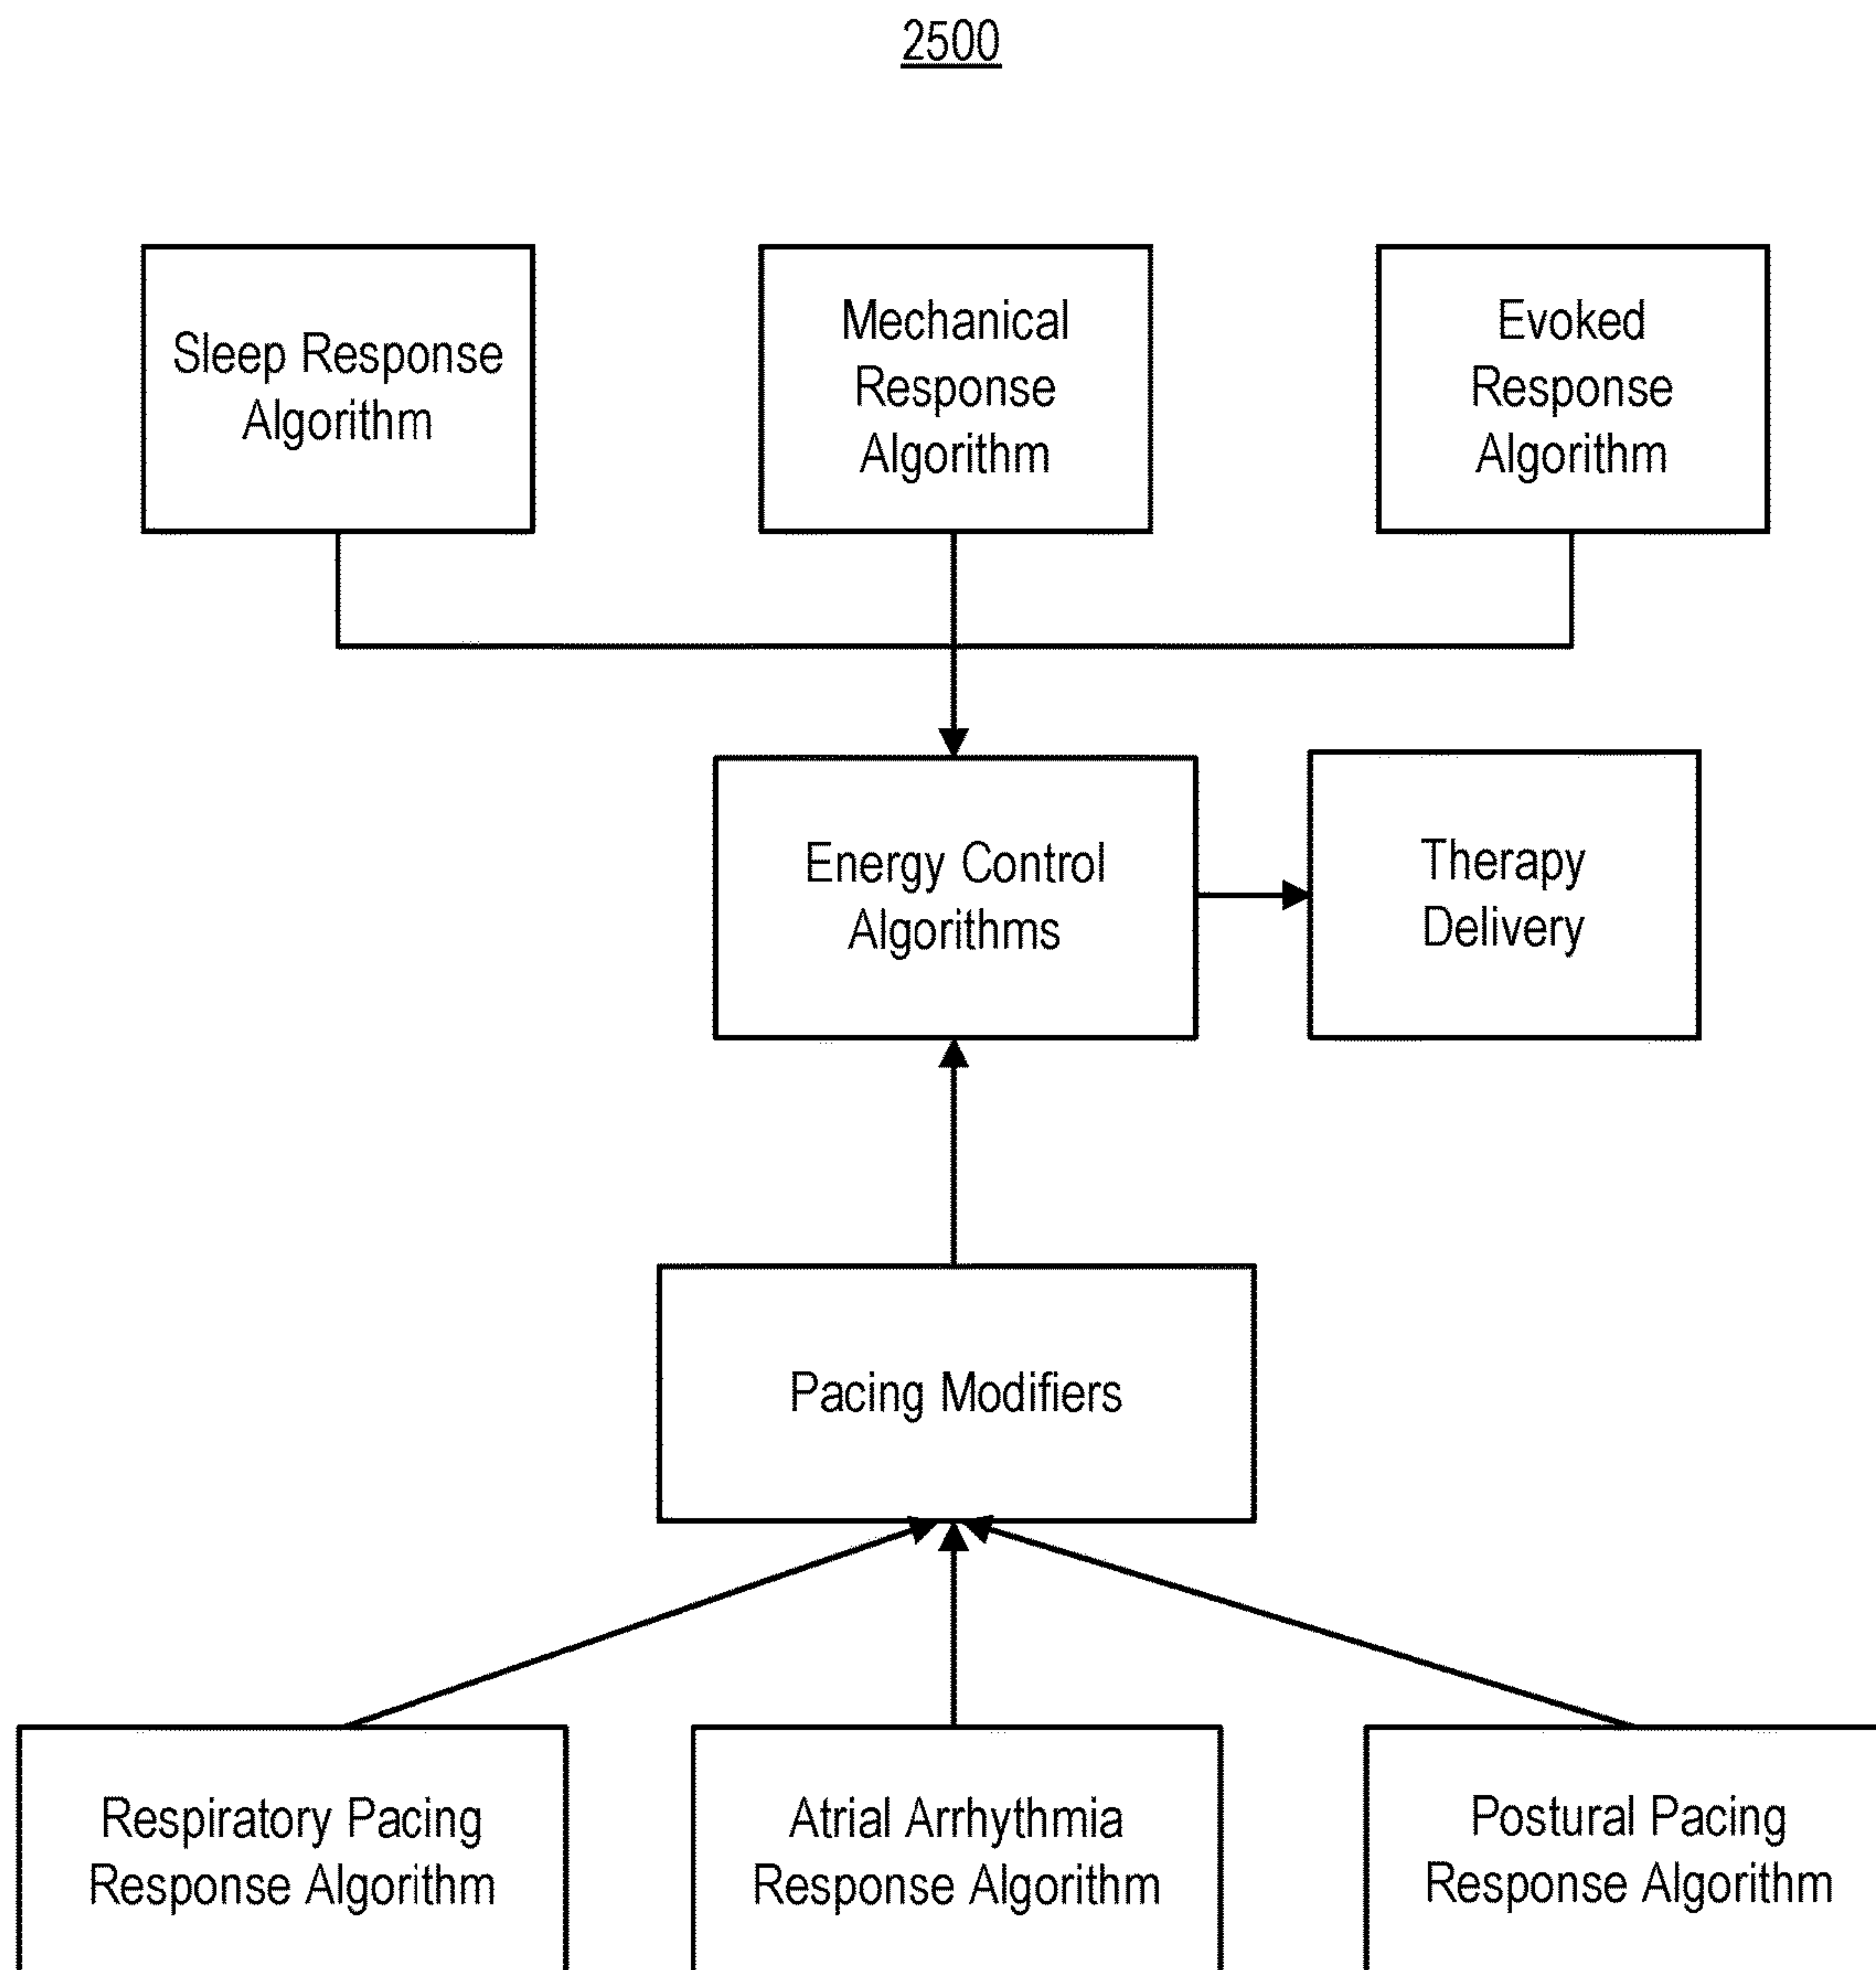 2500
Sleep Response
Algorithm
Mechanical
Response
Algorithm
Evoked
Response
Algorithm
Energy Control
Algorithms
Therapy
Delivery
Pacing Modifiers
Respiratory Pacing
Response Algorithm
Atrial Arrhythmia
Response Algorithm
Postural Pacing
Response Algorithm